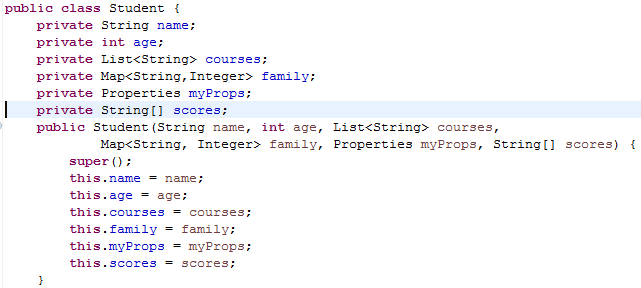 public class Student {
    private String name;
    private int age;
    private List<String> courses;
    private Map<String,Integer> family;
    private Properties myProps;
    private String[] scores;
    public Student(String name, int age, List<String> courses,
            Map<String, Integer> family, Properties myProps, String[] scores) {
        super();
        this.name = name;
        this.age = age;
        this.courses = courses;
        this.family = family;
        this.myProps = myProps;
        this.scores = scores;
    }